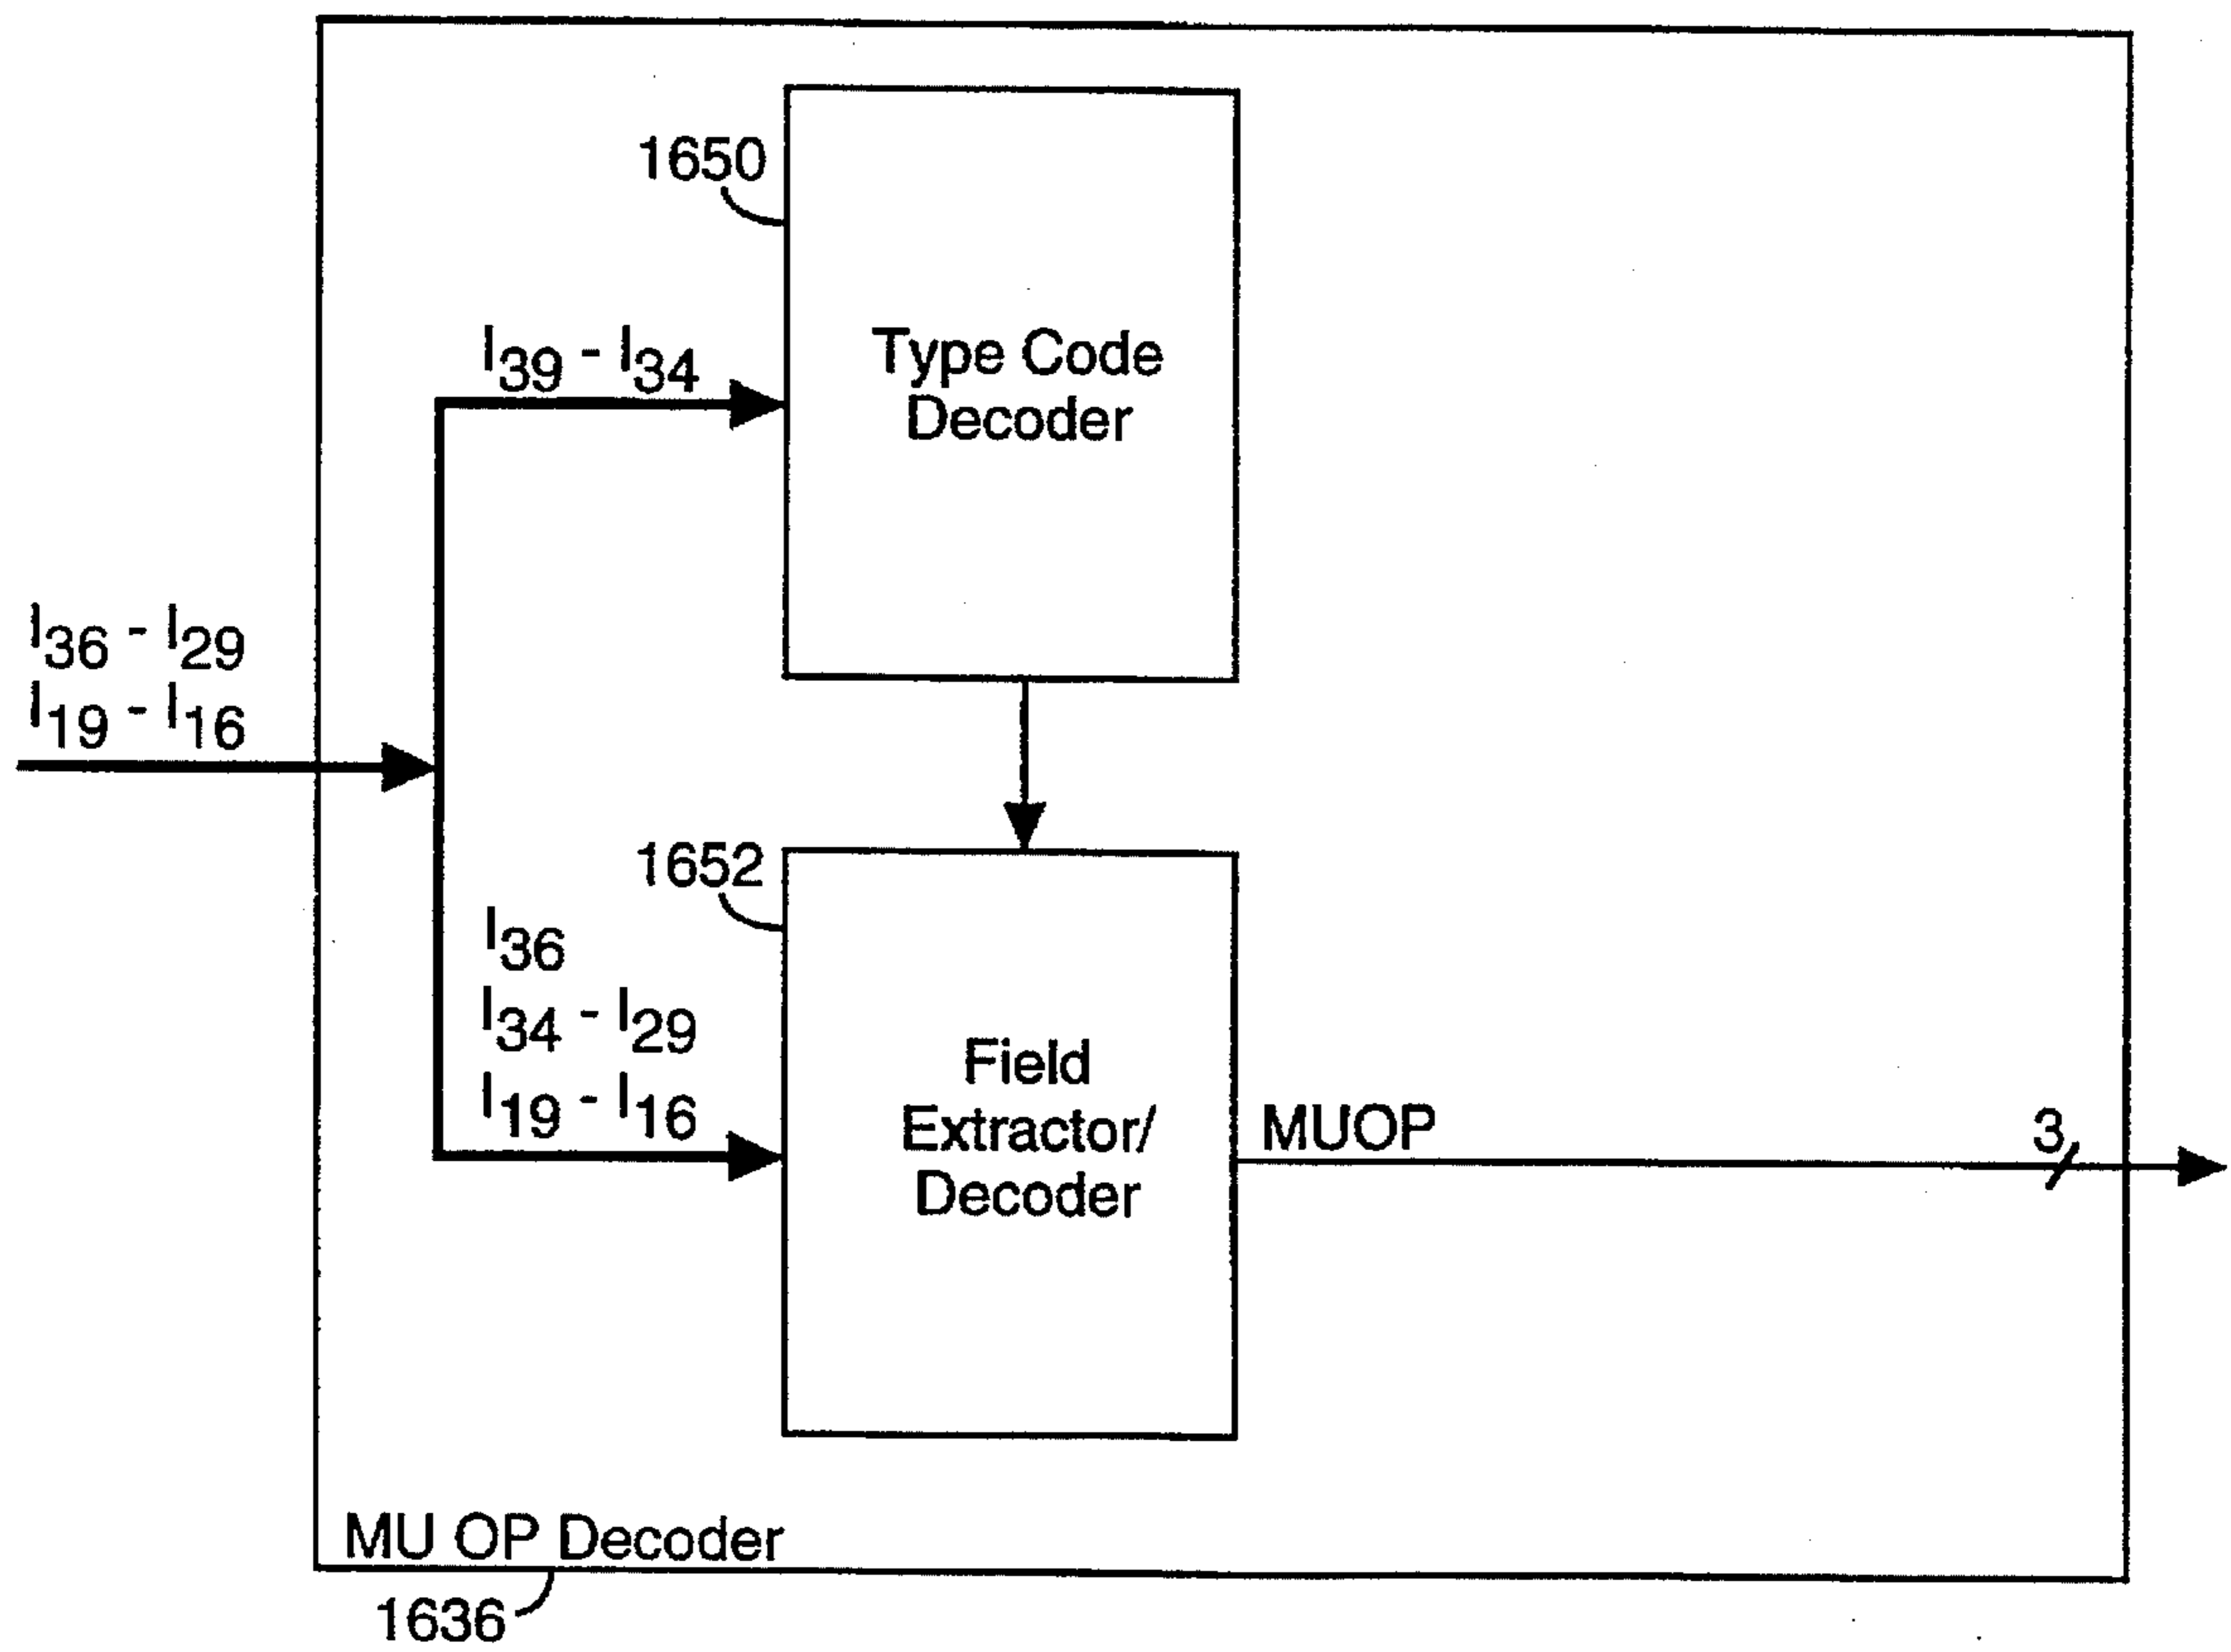 1650
I39 - I34
Type Code
Decoder
I36 - I29
I19 - I16
1652
I36
I34 - I29
I19 - I16
Field
Extractor/
Decoder
MUOP
3
MU OP Decoder
1636